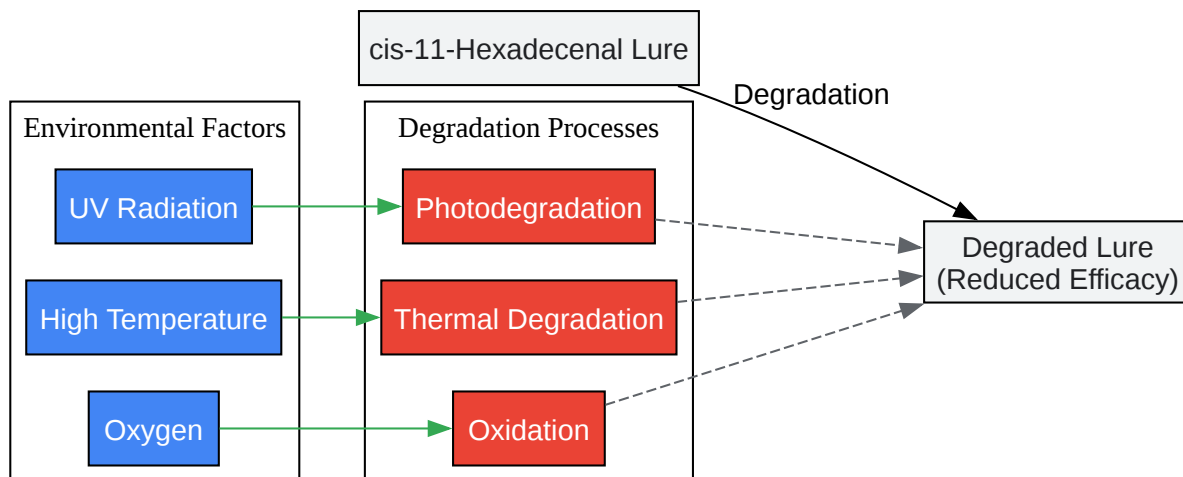 cis-11-Hexadecenal Lure
Degradation
Environmental Factors
Degradation Processes
UV Radiation
Photodegradation
High Temperature
Thermal Degradation
Oxygen
Oxidation
Degraded Lure
(Reduced Efficacy)